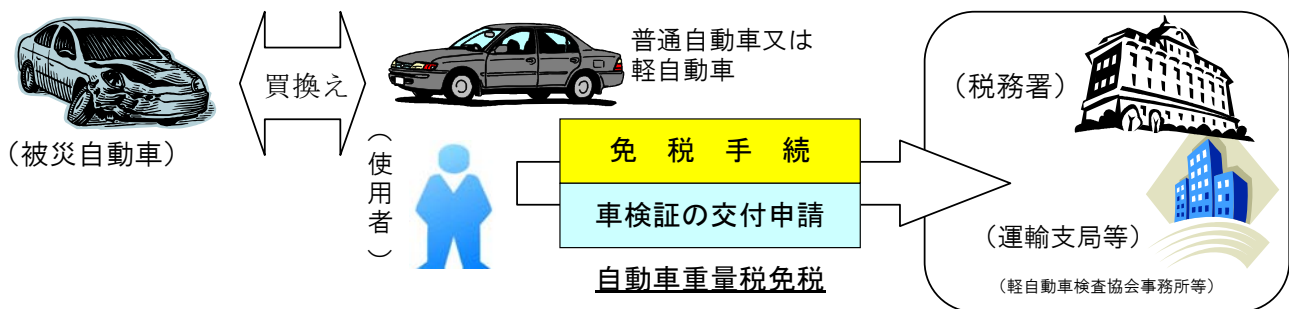 （被災自動車）
買換え
普通自動車又は
軽自動車
（使用者）
免税手続
車検証の交付申請
自動車重量税免税
（税務署）
（運輸支局等）
（軽自動車検査協会事務所等）